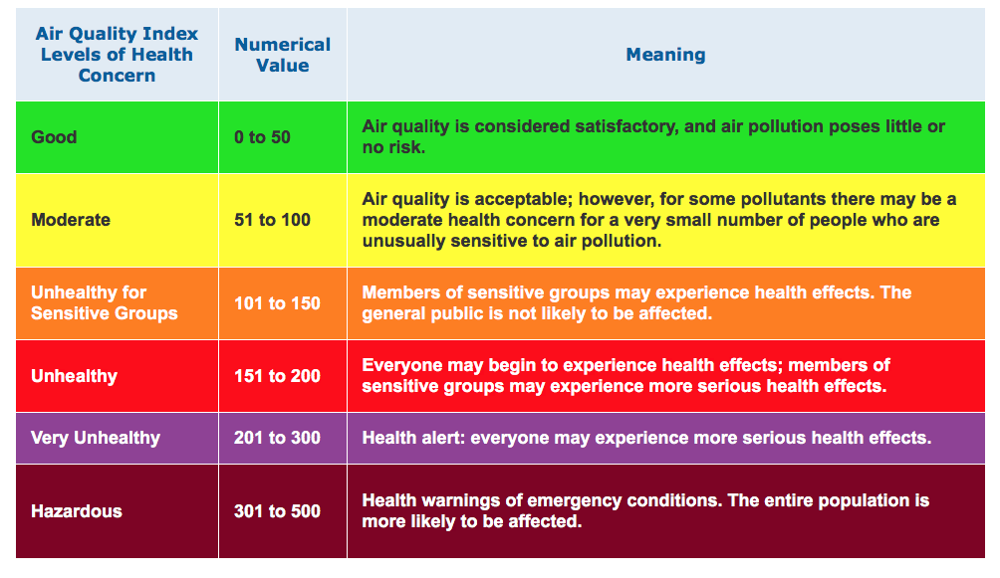 Air Quality Index
Levels of Health
Concern
Numerical
Value
Meaning
Good
0 to 50
Air quality is considered satisfactory, and air pollution poses little or
no risk.
Moderate
51 to 100
Air quality is acceptable; however, for some pollutants there may be a
moderate health concern for a very small number of people who are
unusually sensitive to air pollution.
Unhealthy for
Sensitive Groups
101 to 150
Members of sensitive groups may experience health effects. The
general public is not likely to be affected.
Unhealthy
151 to 200
Everyone may begin to experience health effects; members of
sensitive groups may experience more serious health effects.
Very Unhealthy
201 to 300
Health alert: everyone may experience more serious health effects.
Hazardous
301 to 500
Health warnings of emergency conditions. The entire population is
more likely to be affected.